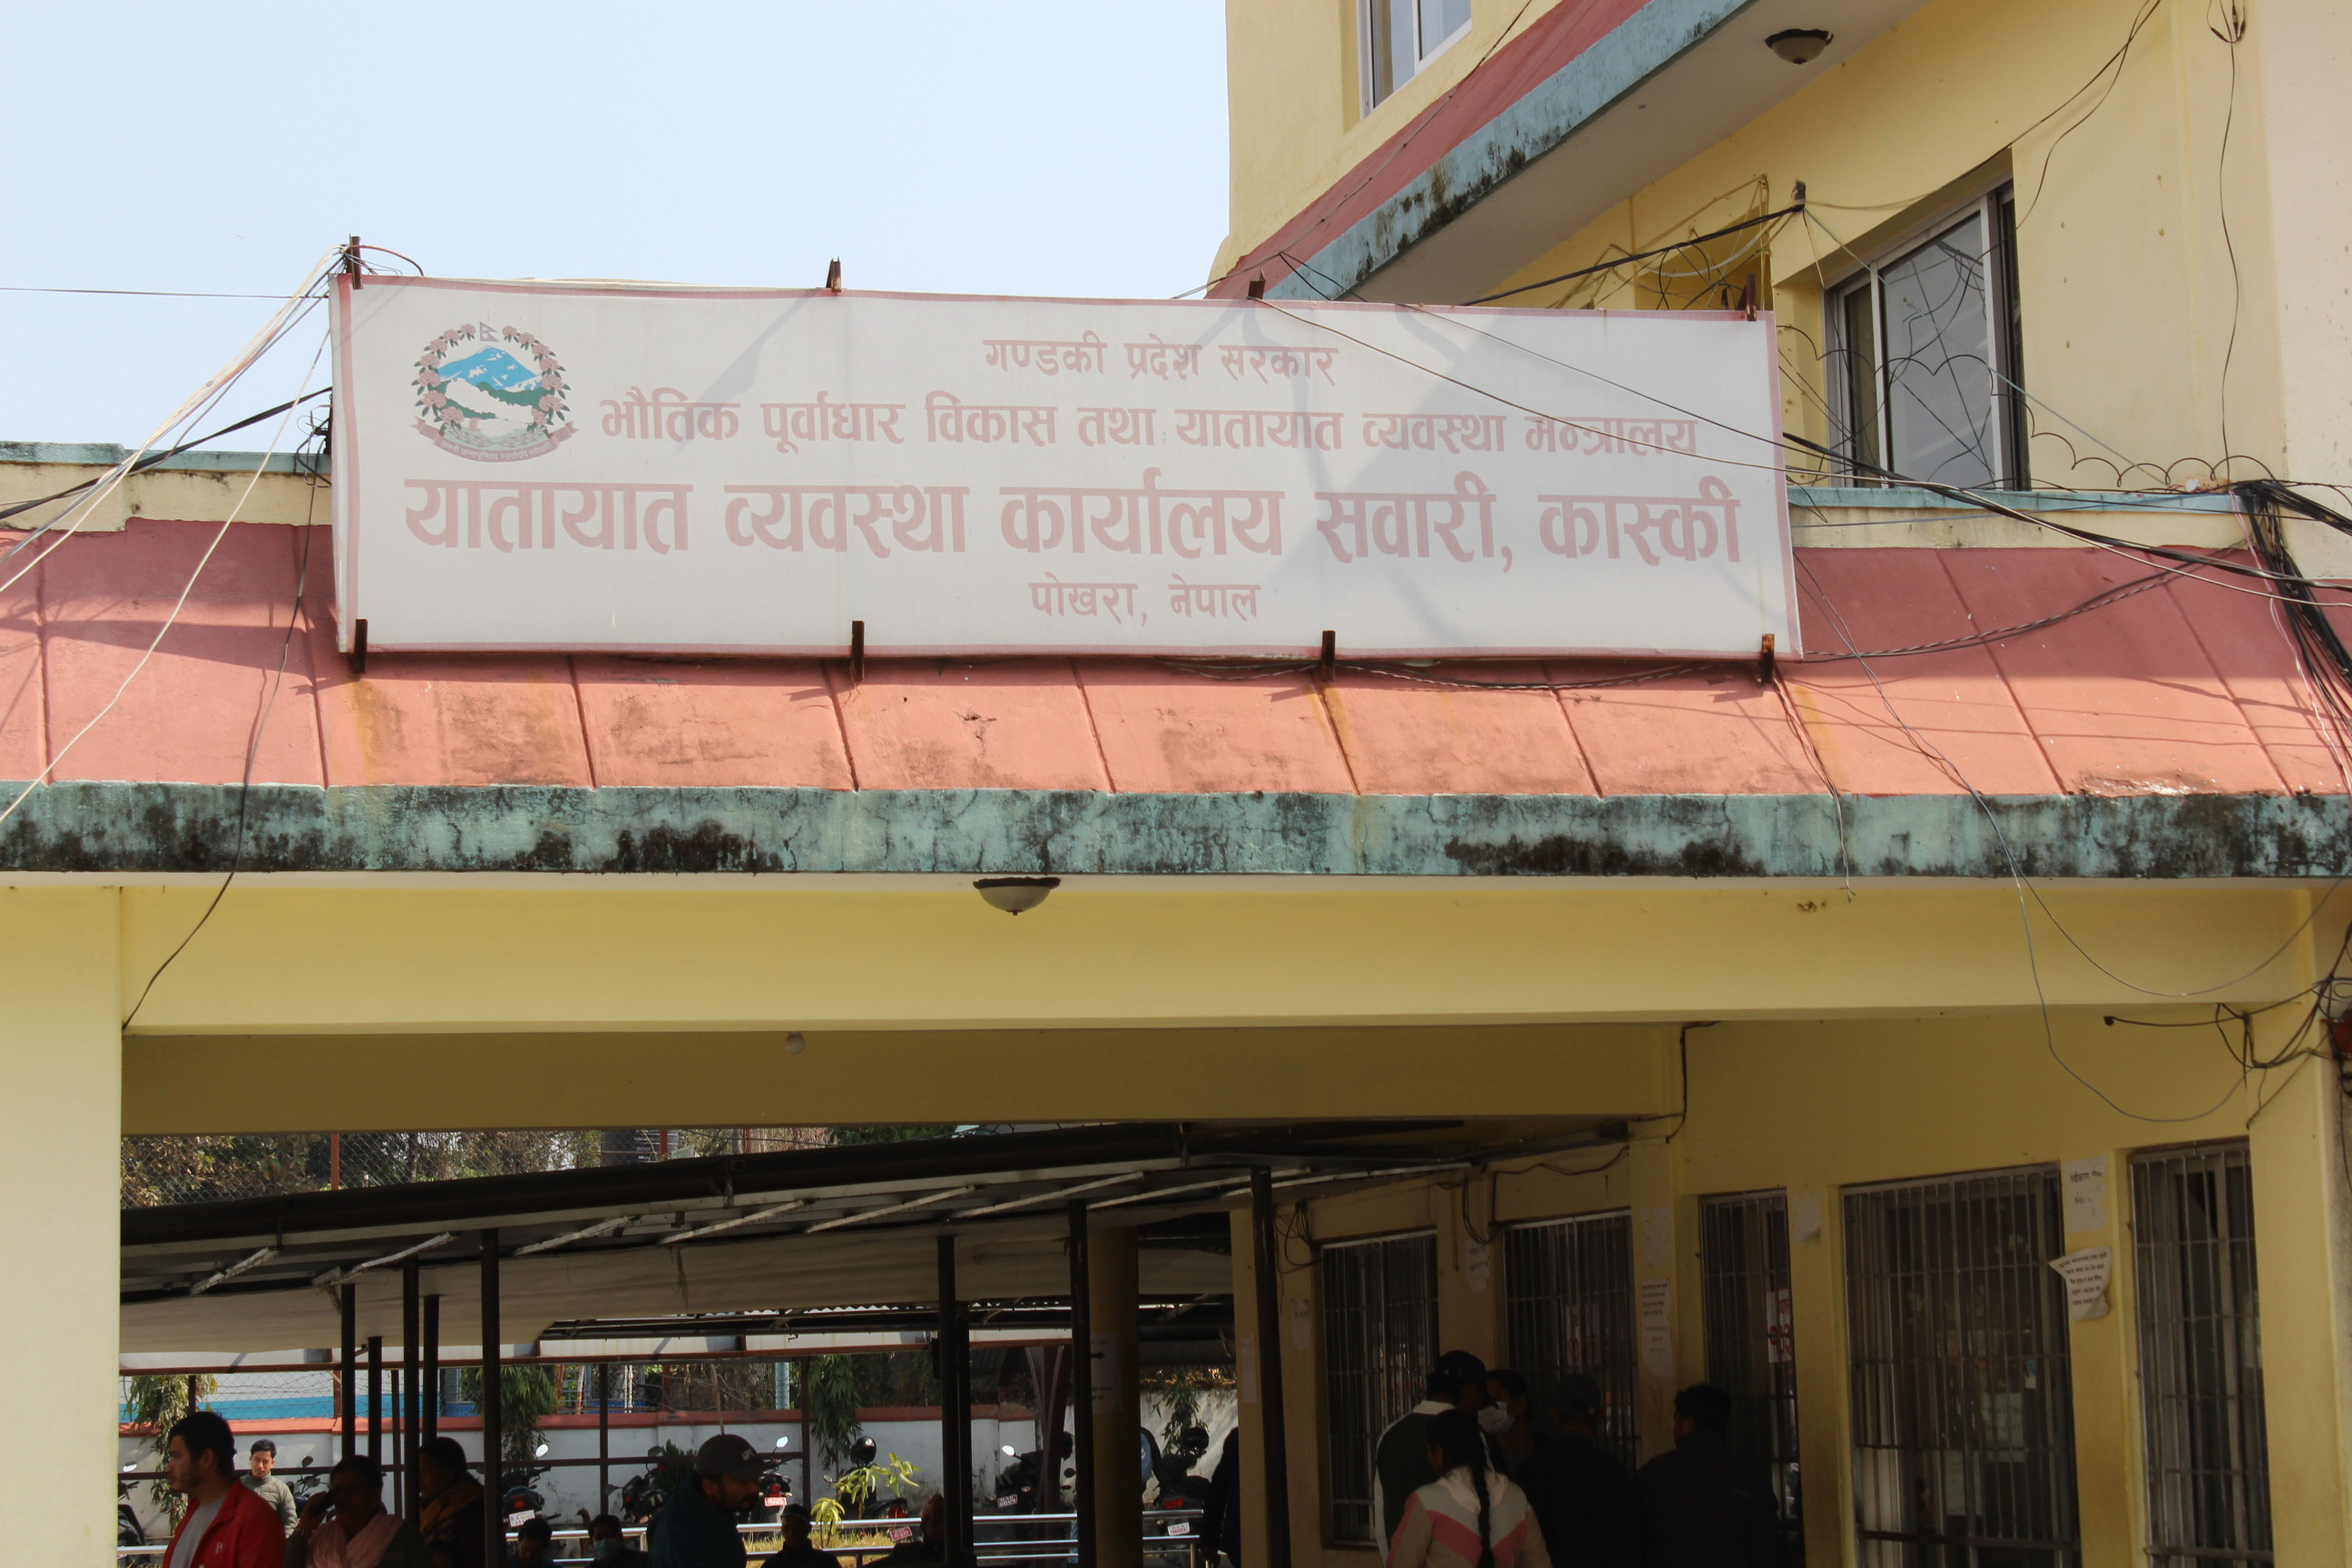 गण्डकी प्रदेश सरकार
भौतिक पूर्वाधार विकास तथा यातायात व्यवस्था मन्त्रालय
यातायात व्यवस्था कार्यालय सवारी, कास्की
पोखरा, नेपाल